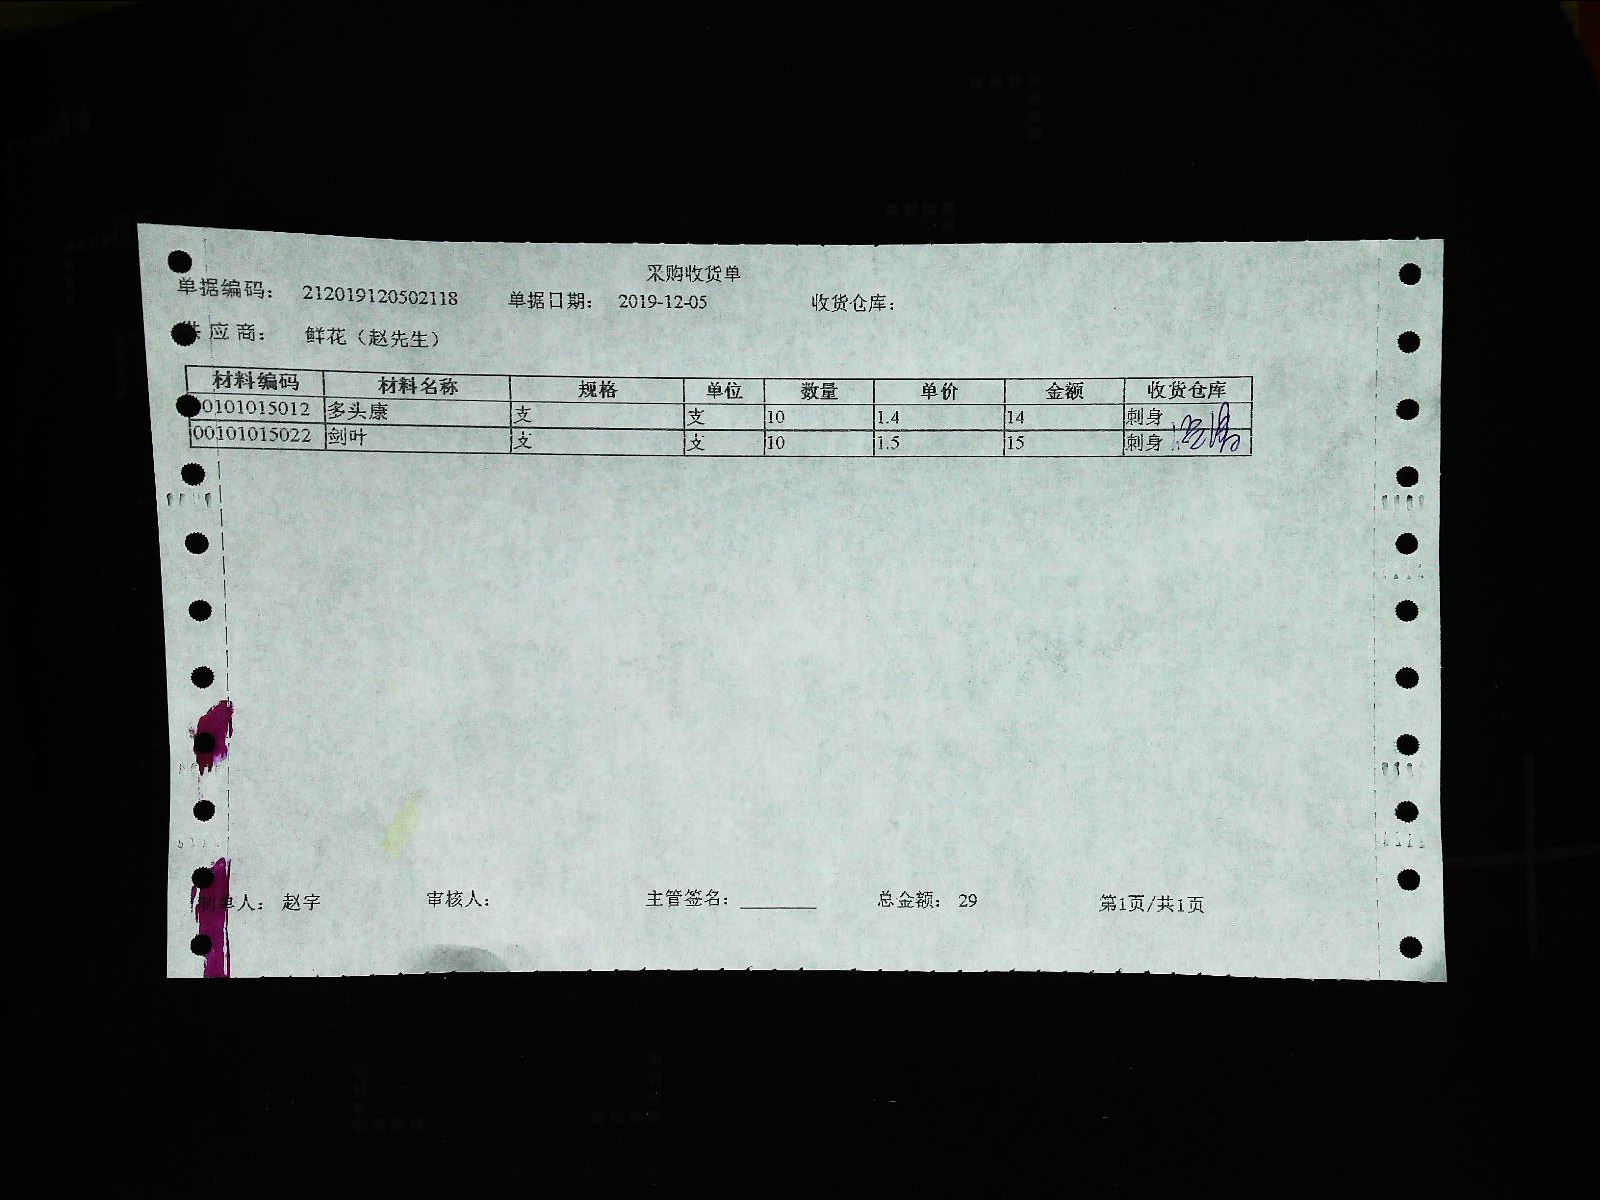 采购收货单
单据编码: 212019120502118 单据日期: 2019-12-05 收货仓库:
应商: 鲜花（赵先生）
材料编码 材料名称 规格 单位 数量 单价 金额 收货仓库
0101015012 多头康 支 支 10 1.4 14 刺身
00101015022 剑叶 支 支 10 1.5 15 刺身
制单人: 赵宇 审核人: 主管签名: ________ 总金额: 29 第1页/共1页